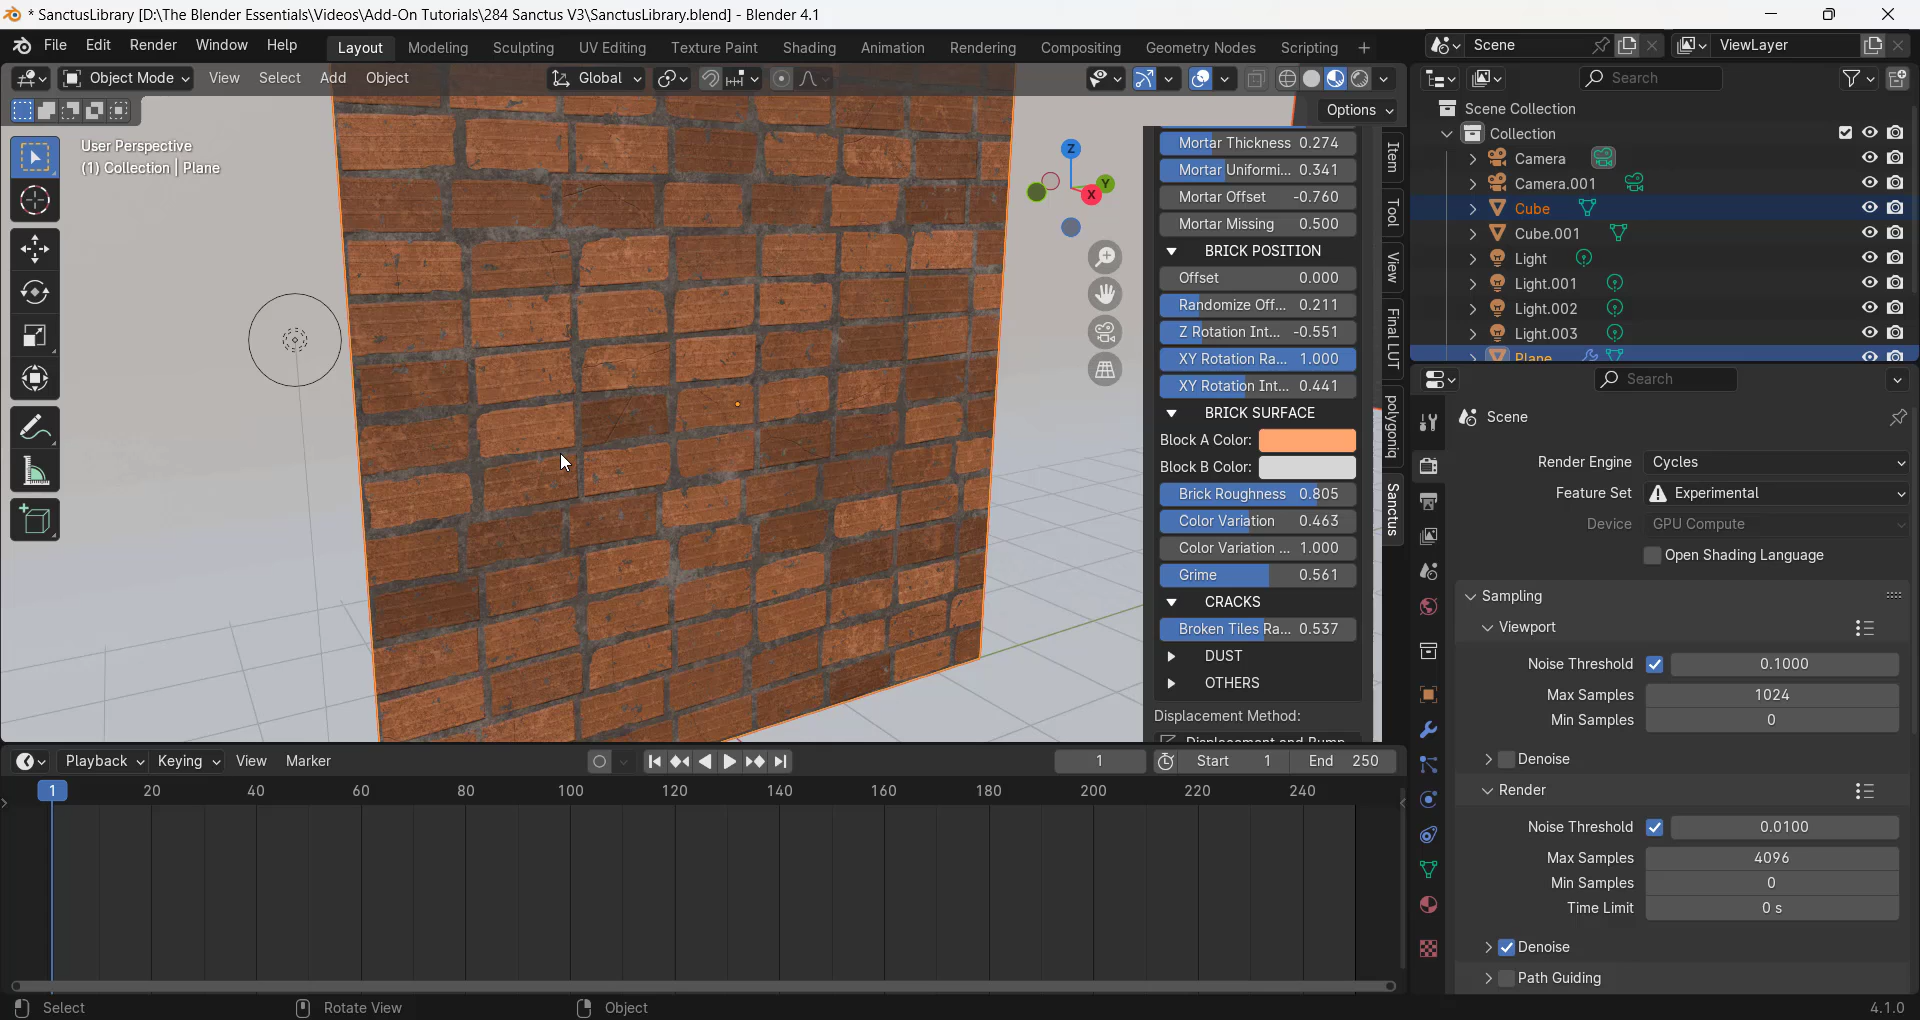 * SanctusLibrary [D:\The Blender Essentials\Videos\Add-On Tutorials\284 Sanctus V3\SanctusLibrary.blend] - Blender 4.1
File Edit Render Window Help Layout Modeling Sculpting UV Editing Texture Paint Shading Animation Rendering Compositing Geometry Nodes Scripting + Scene ViewLayer
Object Mode View Select Add Object Global Search
Options
User Perspective
(1) Collection | Plane
Z
Y
X
Mortar Thickness 0.274
Mortar Uniformi... 0.341
Mortar Offset -0.760
Mortar Missing 0.500
BRICK POSITION
Offset 0.000
Randomize Off... 0.211
Z Rotation Int... -0.551
XY Rotation Ra... 1.000
XY Rotation Int... 0.441
BRICK SURFACE
Block A Color:
Block B Color:
Brick Roughness 0.805
Color Variation 0.463
Color Variation ... 1.000
Grime 0.561
CRACKS
Broken Tiles Ra... 0.537
DUST
OTHERS
Displacement Method:
Displacement and Bump
Item
Tool
View
Final LUT
polygoniq
Sanctus
Scene Collection
Collection
Camera
Camera.001
Cube
Cube.001
Light
Light.001
Light.002
Light.003
Plane
Search
Scene
Render Engine Cycles
Feature Set Experimental
Device GPU Compute
Open Shading Language
Sampling
Viewport
Noise Threshold 0.1000
Max Samples 1024
Min Samples 0
Denoise
Render
Noise Threshold 0.0100
Max Samples 4096
Min Samples 0
Time Limit 0 s
Denoise
Path Guiding
Playback Keying View Marker 1 Start 1 End 250
1 20 40 60 80 100 120 140 160 180 200 220 240
Select Rotate View Object 4.1.0